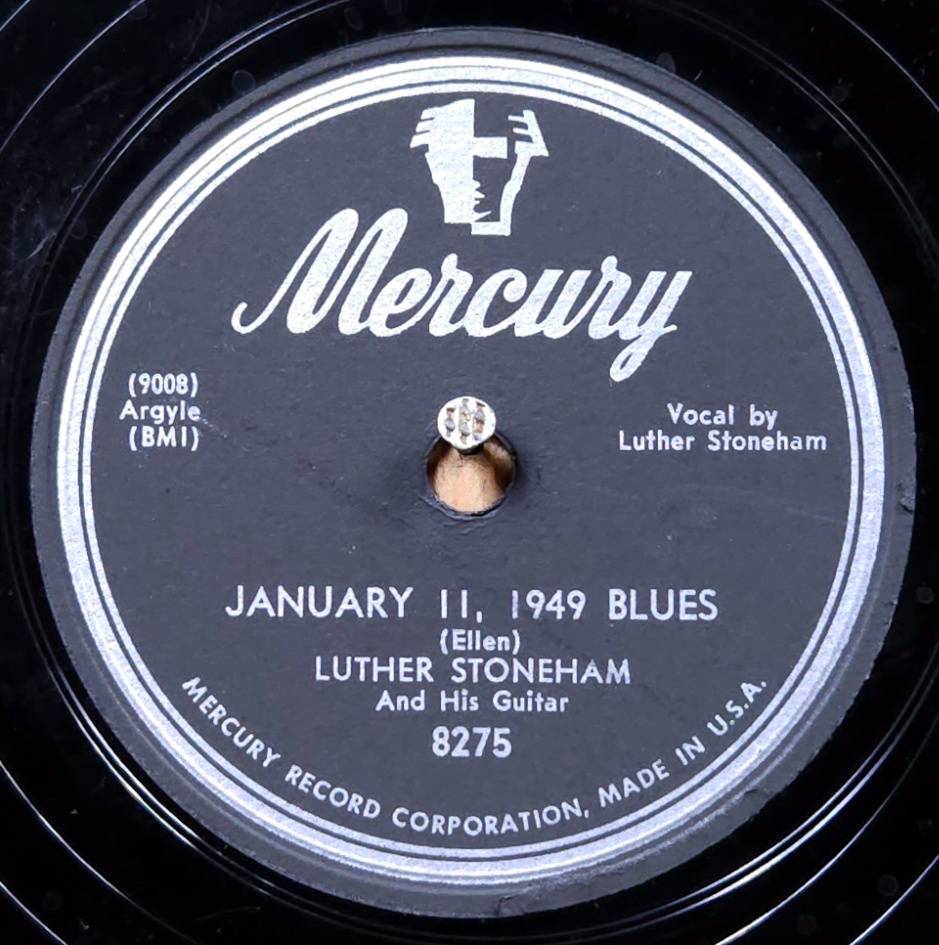 Mercury
(9008)
Argyle
(BMI)
Vocal by
Luther Stoneham
JANUARY 11, 1949 BLUES
(Ellen)
LUTHER STONEHAM
And His Guitar
8275
MERCURY RECORD CORPORATION, MADE IN U.S.A.